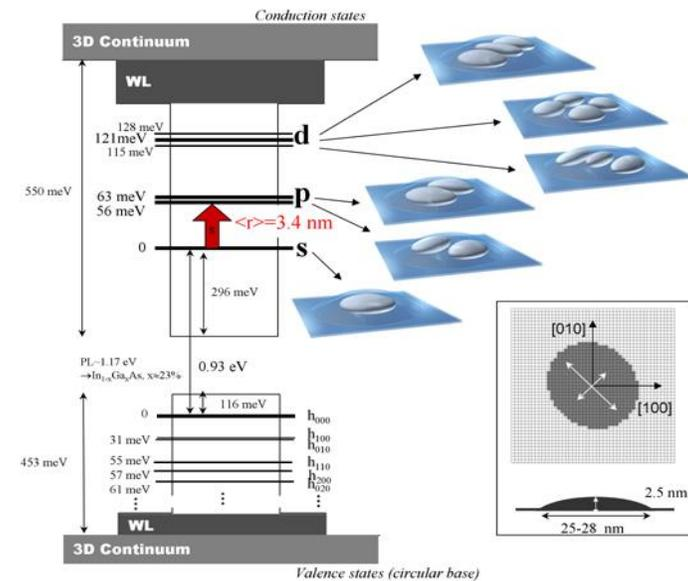 Conduction states
3D Continuum
WL
128 meV
121meV
115 meV
d
550 meV
63 meV
56 meV
p
<r>=3.4 nm
0
s
296 meV
PL~1.17 eV
→In1-xGaxAs, x≈23%
0.93 eV
116 meV
0
h000
31 meV
h100
h010
453 meV
55 meV
h110
57 meV
h200
61 meV
h020
WL
3D Continuum
Valence states (circular base)
[010]
[100]
2.5 nm
25-28 nm